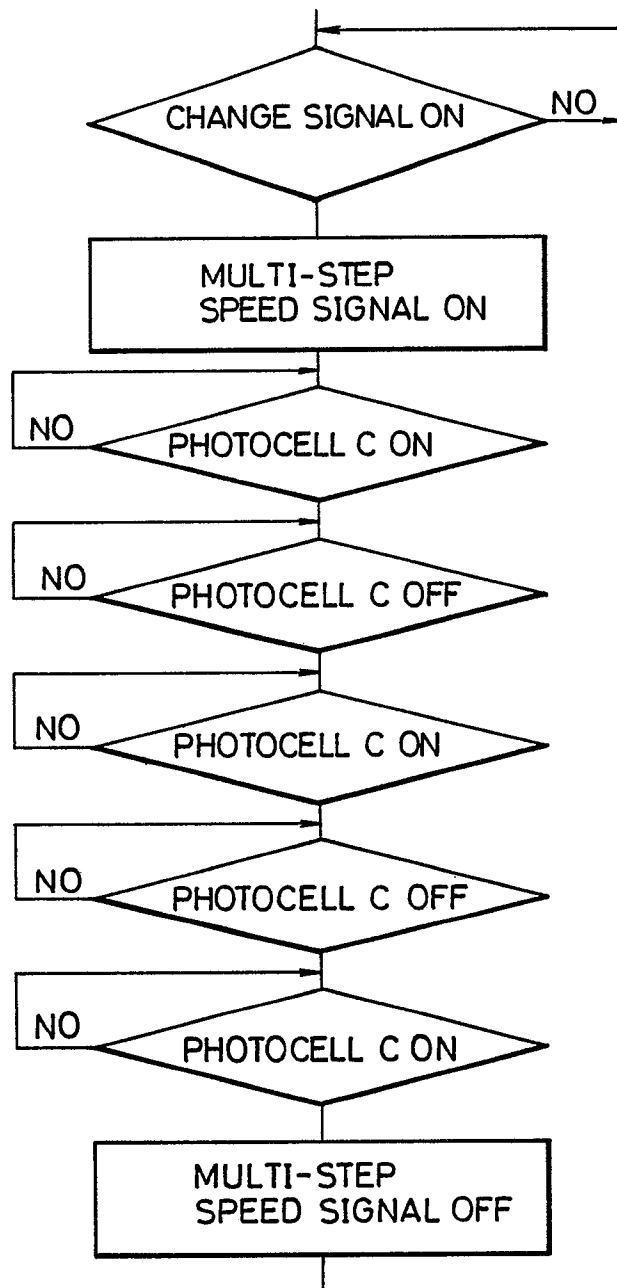 CHANGE SIGNAL ON
NO
MULTI-STEP
SPEED SIGNAL ON
NO
PHOTOCELL C ON
NO
PHOTOCELL C OFF
NO
PHOTOCELL C ON
NO
PHOTOCELL C OFF
NO
PHOTOCELL C ON
MULTI-STEP
SPEED SIGNAL OFF